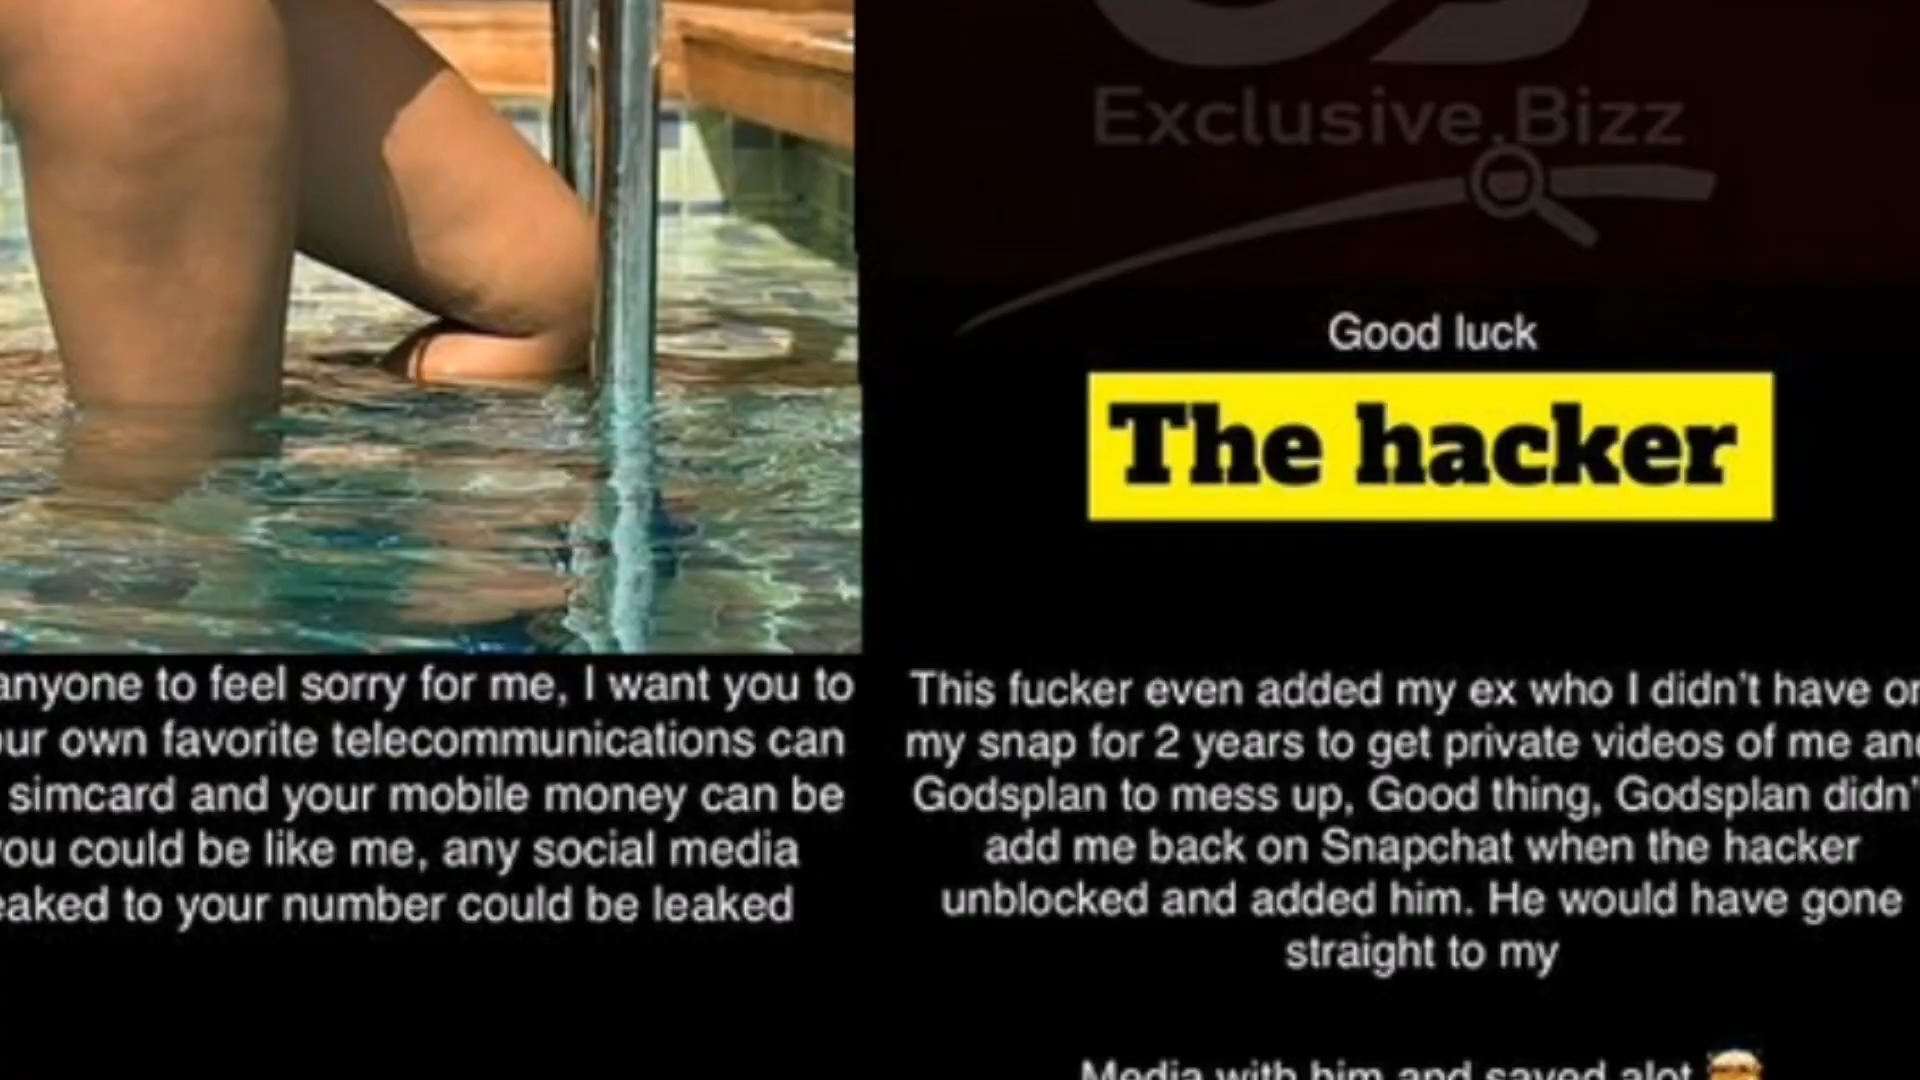 Exclusive.Bizz
Good luck
The hacker
anyone to feel sorry for me, I want you to
own favorite telecommunications can
simcard and your mobile money can be
you could be like me, any social media
to your number could be leaked
This fucker even added my ex who I didn't have
my snap for 2 years to get private videos of me
Godsplan to mess up, Good thing, Godsplan
add me back on Snapchat when the hacker
unblocked and added him. He would have gone
straight to my
Media with him and saved alot